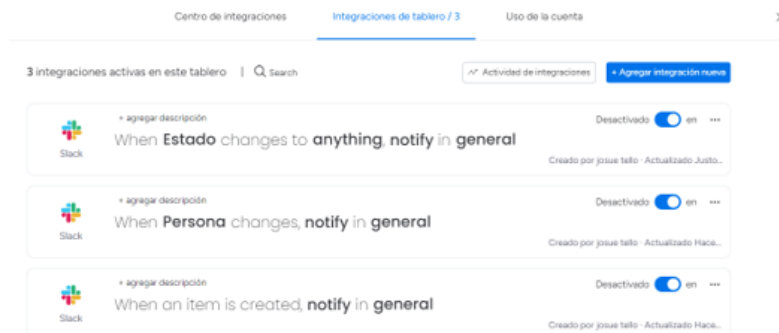 Centro de integraciones Integraciones de tablero / 3 Uso de la cuenta
3 integraciones activas en este tablero | Search Actividad de integraciones + Agregar integración nueva
+ agregar descripción
Desactivado en ...
When Estado changes to anything, notify in general
Slack
Creado por josue tello · Actualizado Justo...
+ agregar descripción
Desactivado en ...
When Persona changes, notify in general
Slack
Creado por josue tello · Actualizado Hace...
+ agregar descripción
Desactivado en ...
When an item is created, notify in general
Slack
Creado por josue tello · Actualizado Hace...